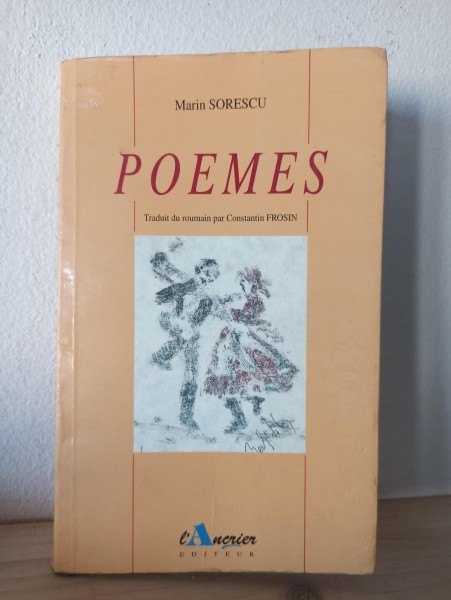 Marin SORESCU
POEMES
Traduit du roumain par Constantin FROSIN
l'Ancrier
EDITEUR